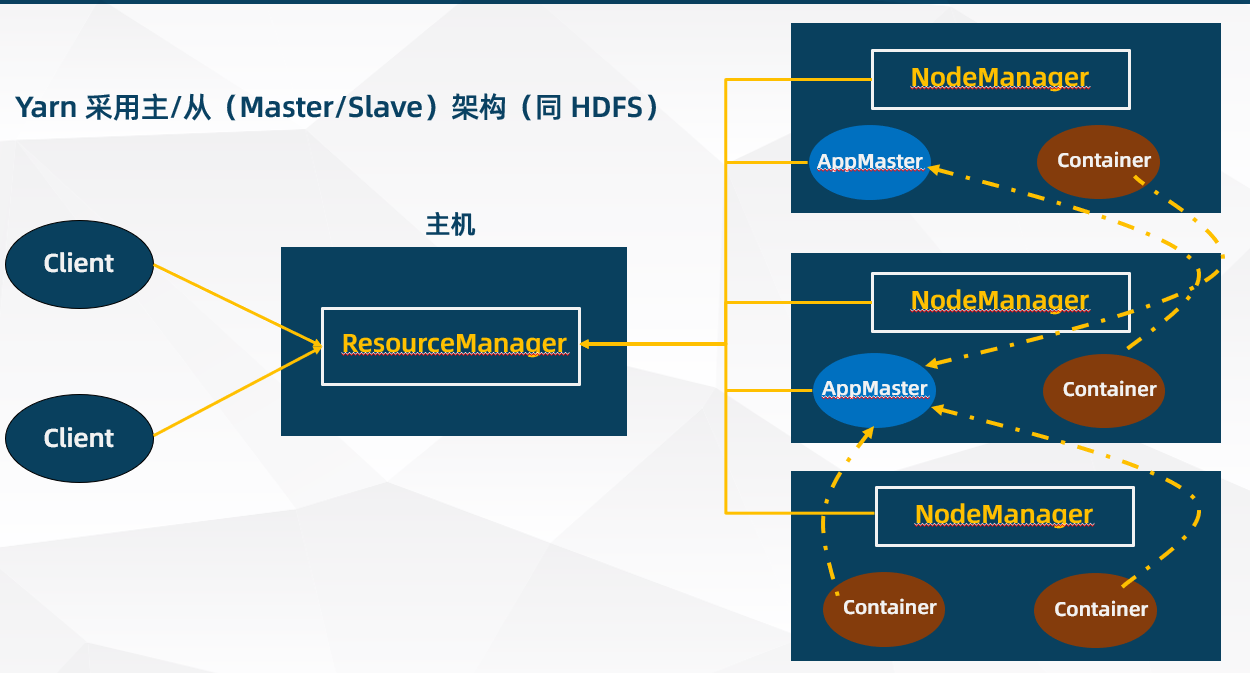 Yarn 采用主/从（Master/Slave）架构（同 HDFS）
主机
Client
Client
ResourceManager
NodeManager
AppMaster
Container
NodeManager
AppMaster
Container
NodeManager
Container
Container